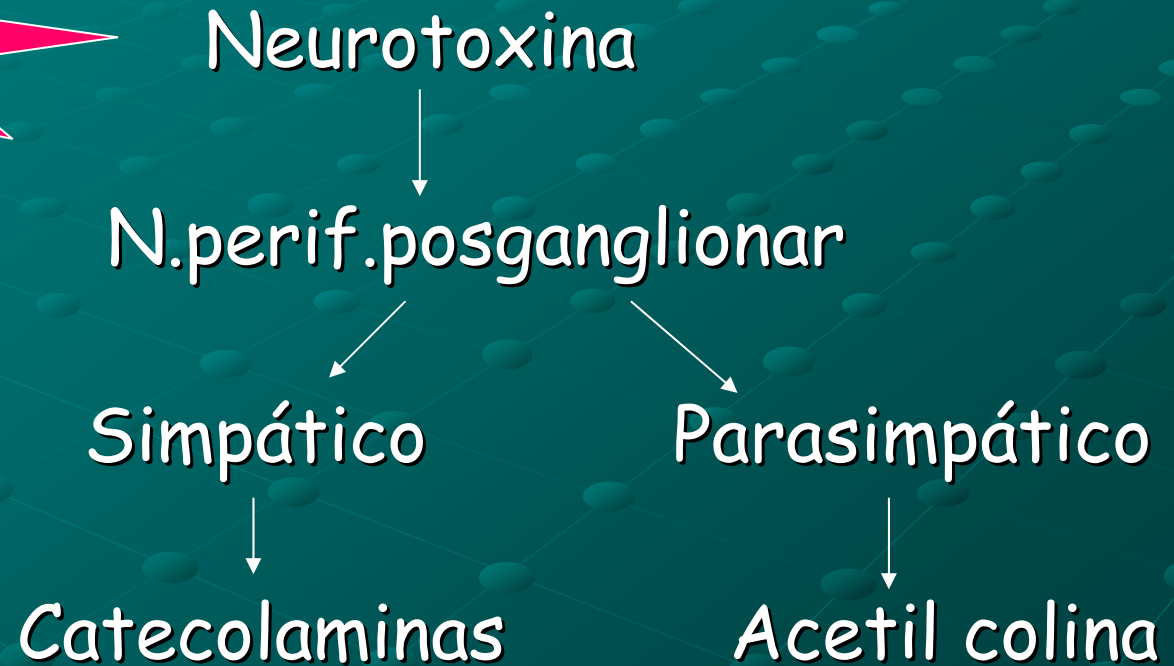 Neurotoxina
N.perif.posganglionar
Simpático Parasimpático
Catecolaminas Acetil colina